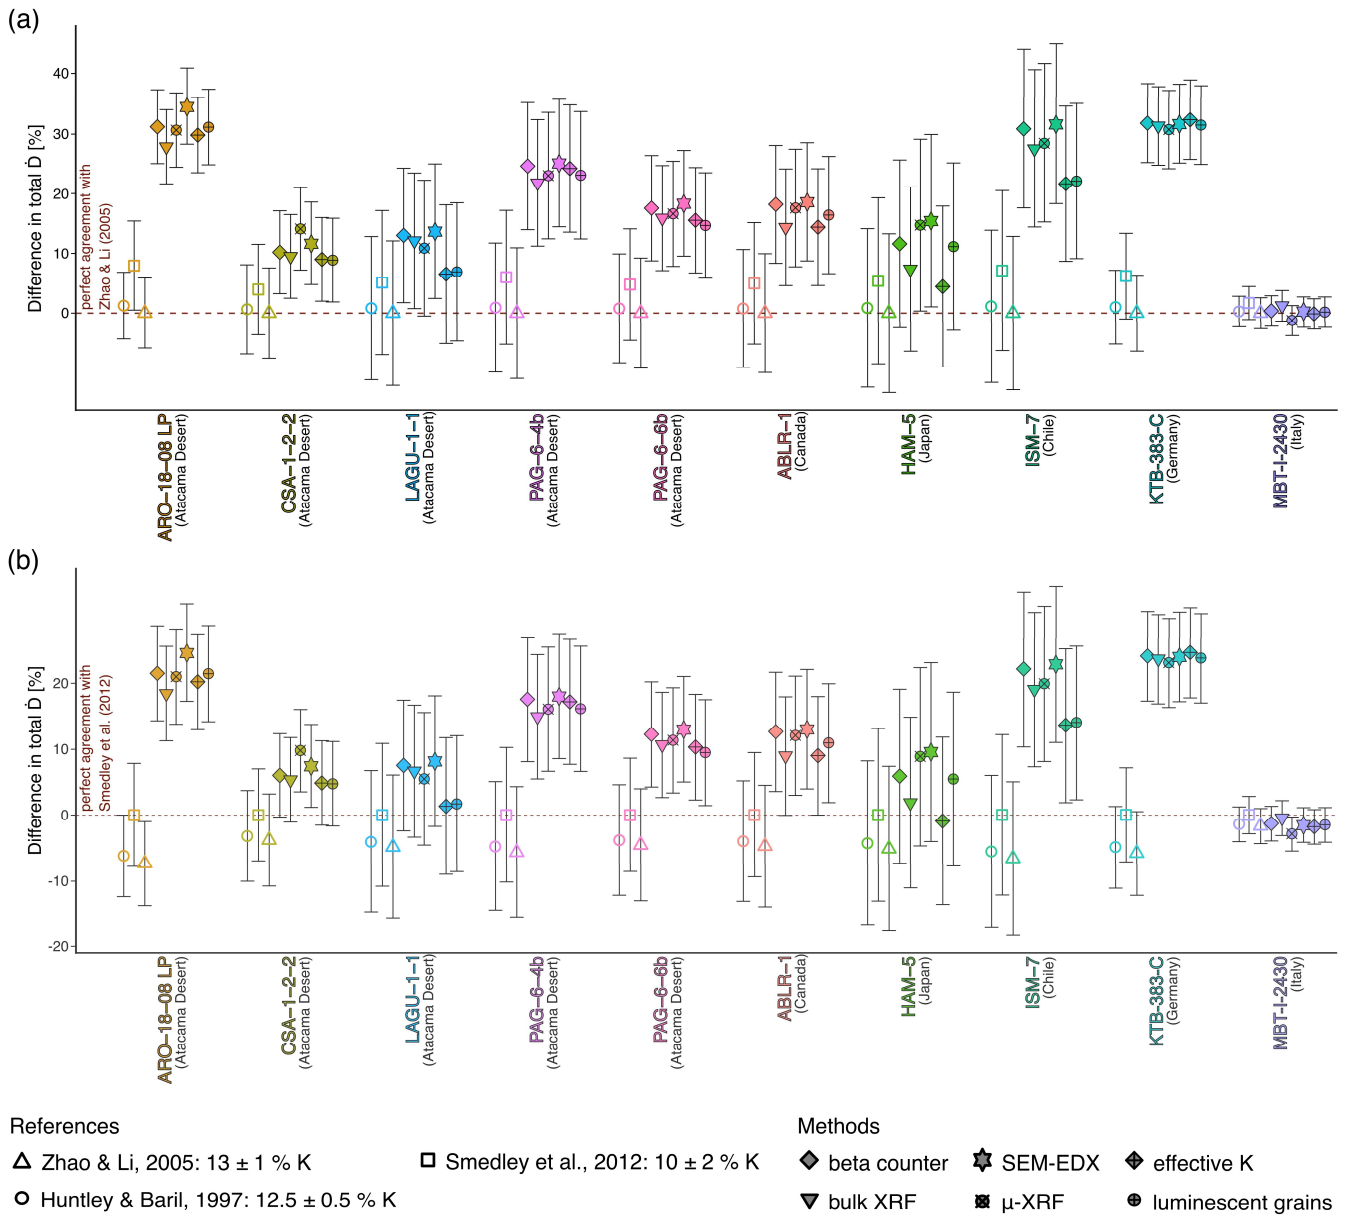 (a)
Difference in total Ḋ [%]
40
30
20
10
0
perfect agreement with
Zhao & Li (2005)
ARO−18−08 LP
(Atacama Desert)
CSA−1−2−2
(Atacama Desert)
LAGU−1−1
(Atacama Desert)
PAG−6−4b
(Atacama Desert)
PAG−6−6b
(Atacama Desert)
ABLR−1
(Canada)
HAM−5
(Japan)
ISM−7
(Chile)
KTB-383-C
(Germany)
MBT-I-2430
(Italy)
(b)
Difference in total Ḋ [%]
20
10
0
-10
-20
perfect agreement with
Smedley et al. (2012)
ARO−18−08 LP
(Atacama Desert)
CSA−1−2−2
(Atacama Desert)
LAGU−1−1
(Atacama Desert)
PAG−6−4b
(Atacama Desert)
PAG−6−6b
(Atacama Desert)
ABLR−1
(Canada)
HAM−5
(Japan)
ISM−7
(Chile)
KTB-383-C
(Germany)
MBT-I-2430
(Italy)
References
Zhao & Li, 2005: 13 ± 1 % K
Smedley et al., 2012: 10 ± 2 % K
Huntley & Baril, 1997: 12.5 ± 0.5 % K
Methods
beta counter
SEM-EDX
effective K
bulk XRF
μ-XRF
luminescent grains